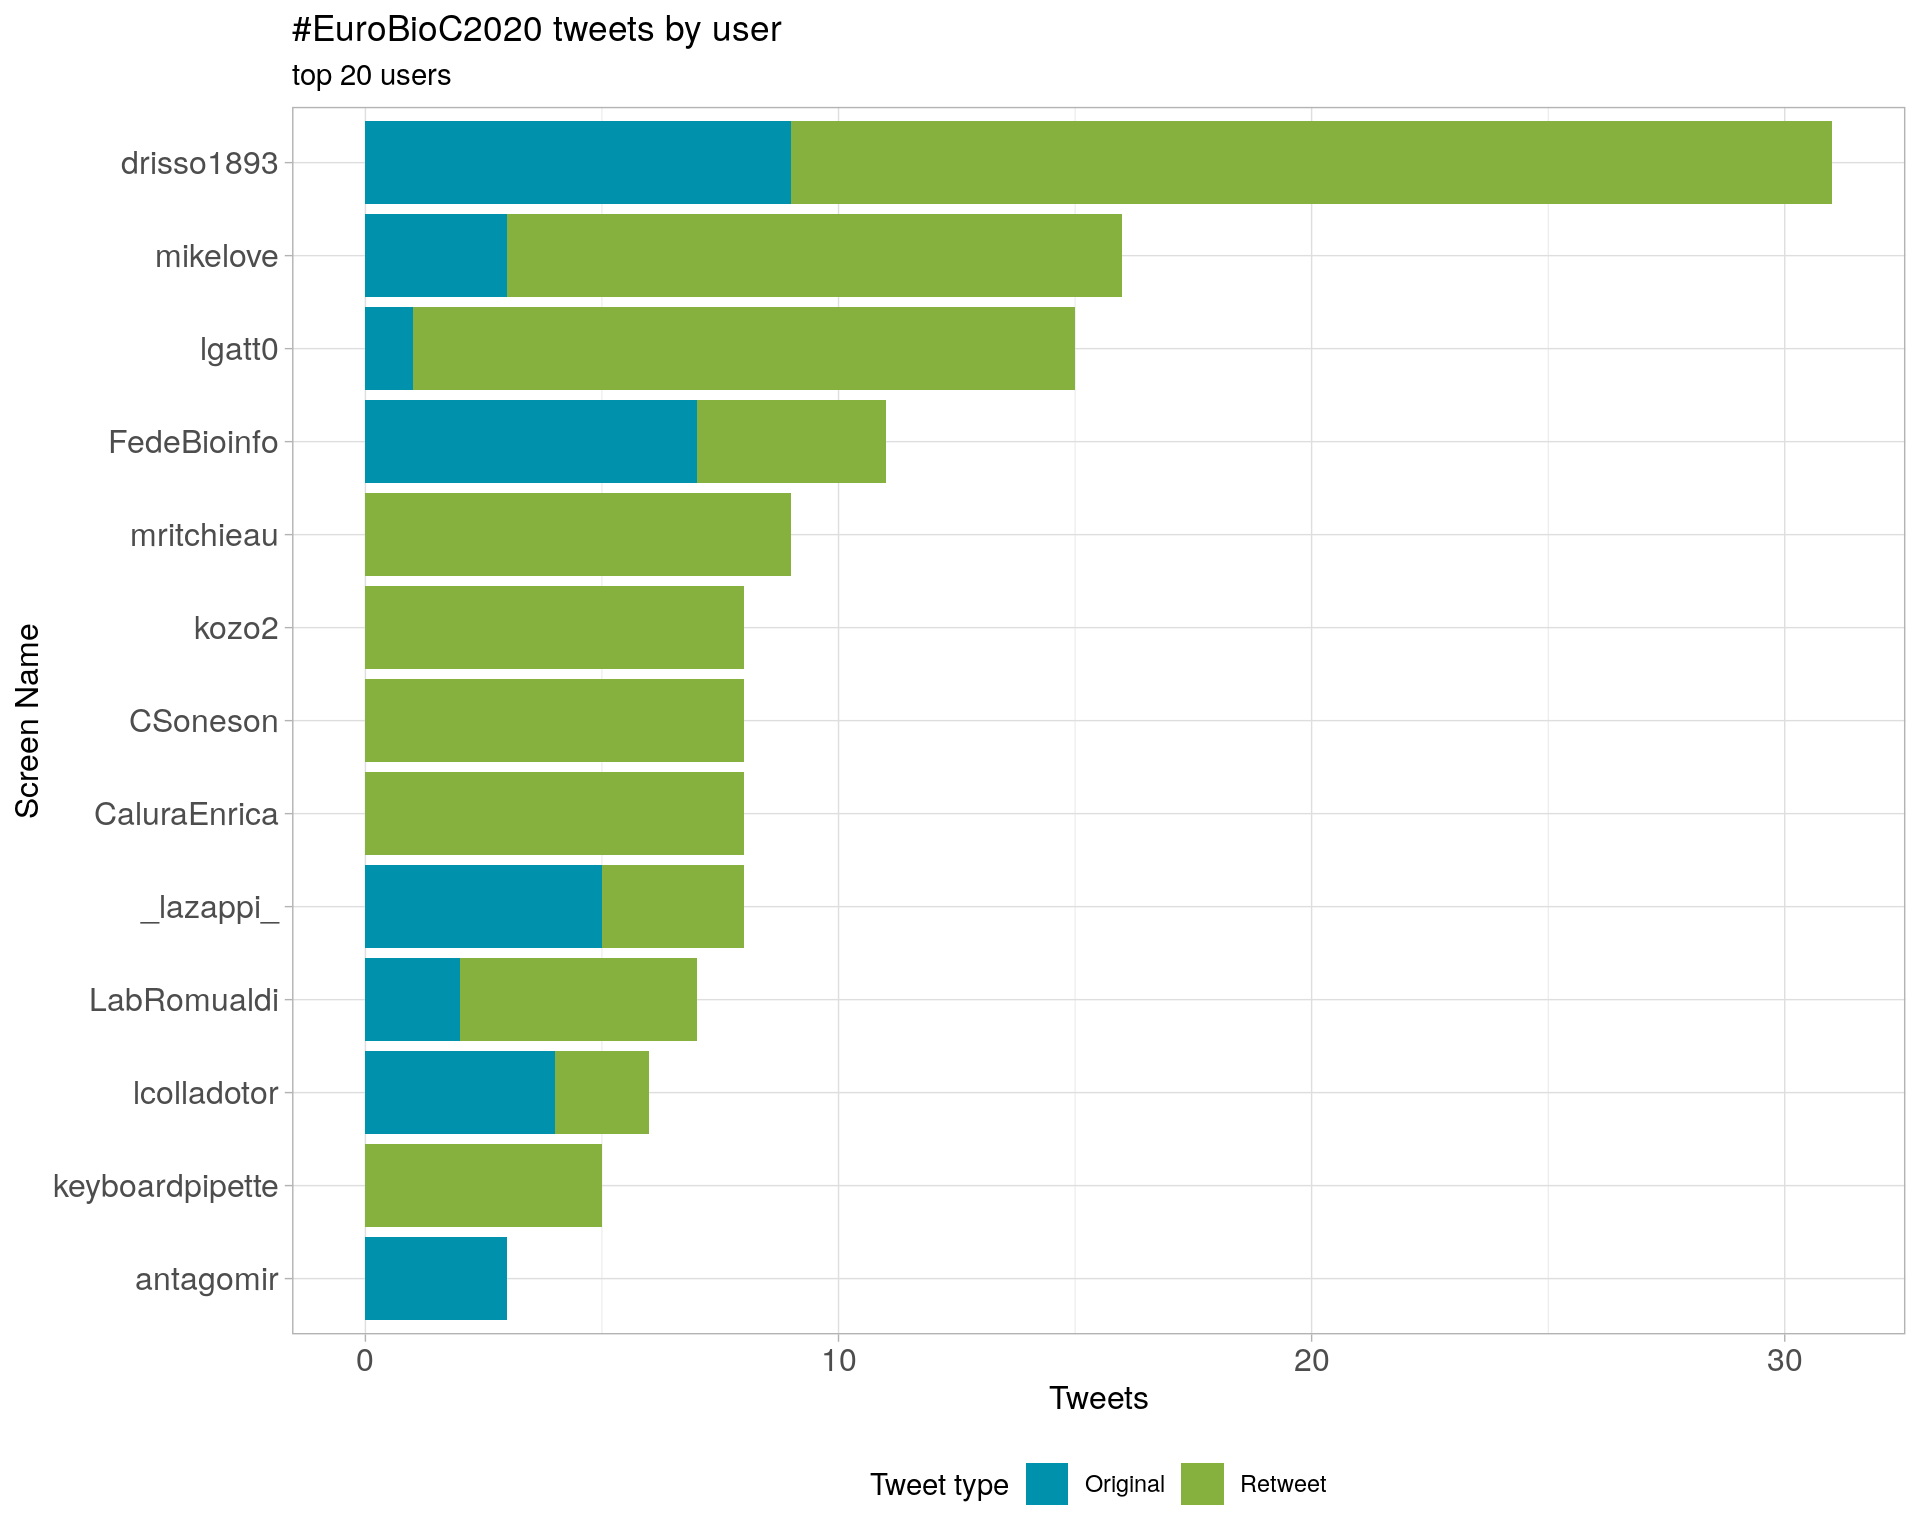 #EuroBioC2020 tweets by user
top 20 users
drisso1893
mikelove
lgatt0
FedeBioinfo
mritchieau
kozo2
CSoneson
CaluraEnrica
_lazappi_
LabRomualdi
lcolladotor
keyboardpipette
antagomir
Screen Name
0 10 20 30
Tweets
Tweet type Original Retweet